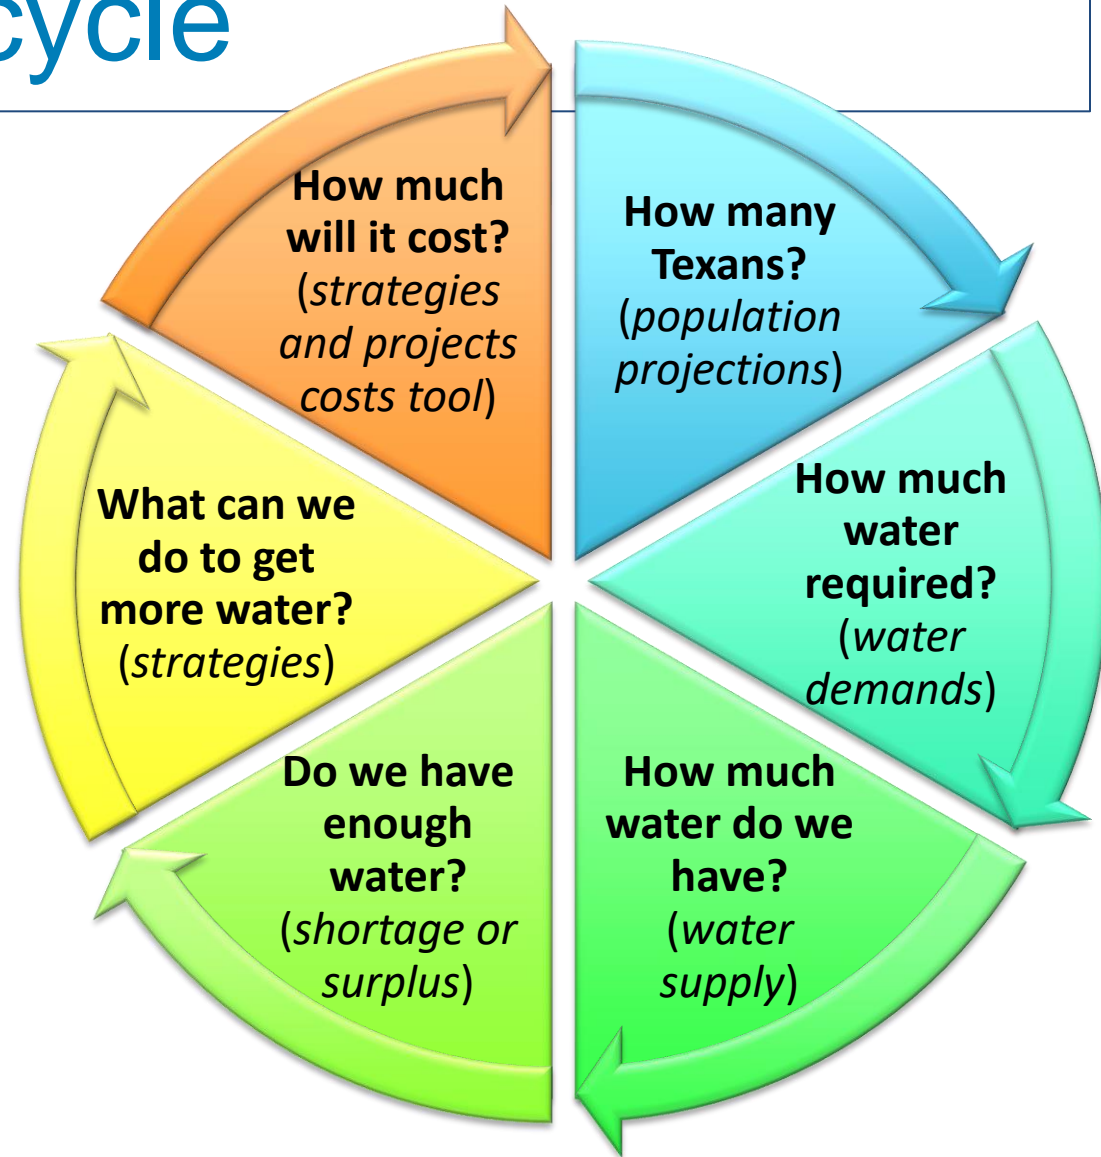 cycle
How many
Texans?
(population
projections)
How much
water
required?
(water
demands)
How much
water do we
have?
(water
supply)
Do we have
enough
water?
(shortage or
surplus)
What can we
do to get
more water?
(strategies)
How much
will it cost?
(strategies
and projects
costs tool)